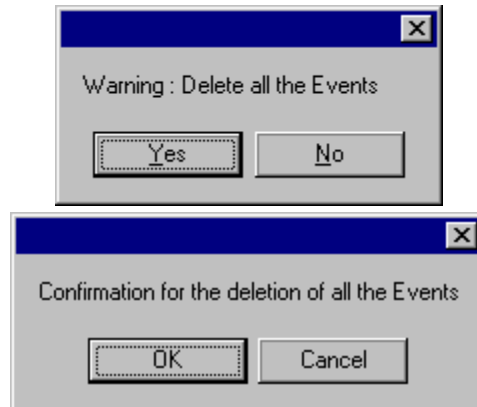 Warning : Delete all the Events
Yes No
Confirmation for the deletion of all the Events
OK Cancel